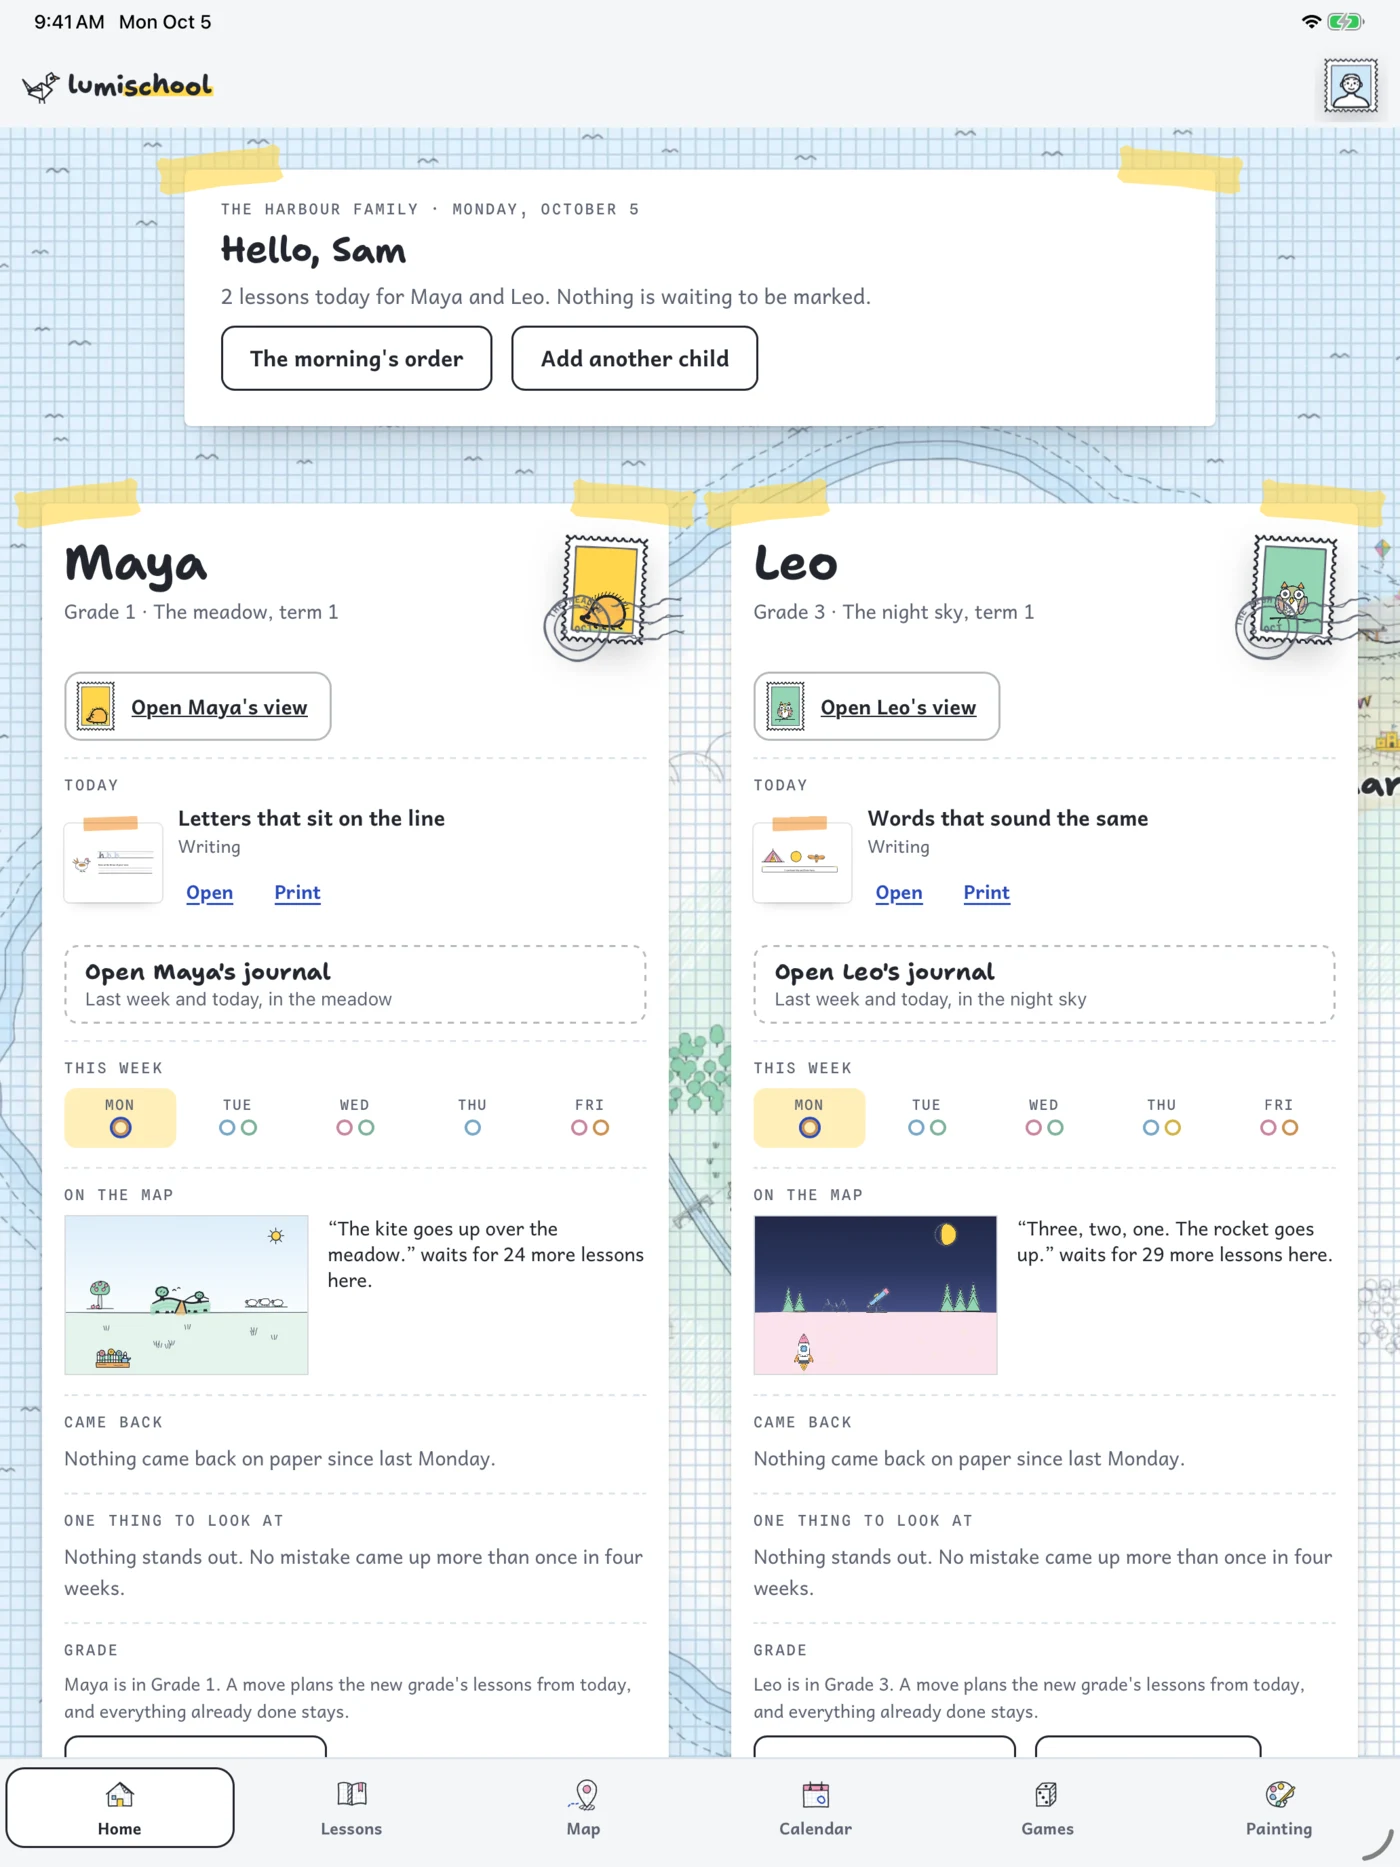 9:41 AM Mon Oct 5
lumischool
THE HARBOUR FAMILY · MONDAY, OCTOBER 5
Hello, Sam
2 lessons today for Maya and Leo. Nothing is waiting to be marked.
The morning's order
Add another child
Maya
Grade 1 · The meadow, term 1
Open Maya's view
TODAY
Letters that sit on the line
Writing
Open
Print
Open Maya's journal
Last week and today, in the meadow
THIS WEEK
MON TUE WED THU FRI
ON THE MAP
“The kite goes up over the
meadow.” waits for 24 more lessons
here.
CAME BACK
Nothing came back on paper since last Monday.
ONE THING TO LOOK AT
Nothing stands out. No mistake came up more than once in four
weeks.
GRADE
Maya is in Grade 1. A move plans the new grade's lessons from today,
and everything already done stays.
Leo
Grade 3 · The night sky, term 1
Open Leo's view
TODAY
Words that sound the same
Writing
Open
Print
Open Leo's journal
Last week and today, in the night sky
THIS WEEK
MON TUE WED THU FRI
ON THE MAP
“Three, two, one. The rocket goes
up.” waits for 29 more lessons here.
CAME BACK
Nothing came back on paper since last Monday.
ONE THING TO LOOK AT
Nothing stands out. No mistake came up more than once in four
weeks.
GRADE
Leo is in Grade 3. A move plans the new grade's lessons from today,
and everything already done stays.
Home
Lessons
Map
Calendar
Games
Painting